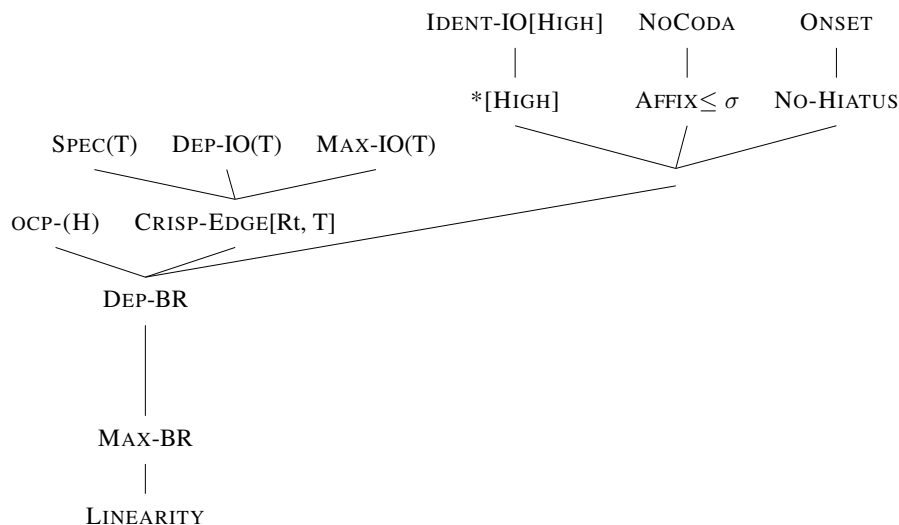 IDENT-IO[HIGH] NOCODA ONSET
*[HIGH] AFFIX≤ σ NO-HIATUS
SPEC(T) DEP-IO(T) MAX-IO(T)
OCP-(H) CRISP-EDGE[Rt, T]
DEP-BR
MAX-BR
LINEARITY